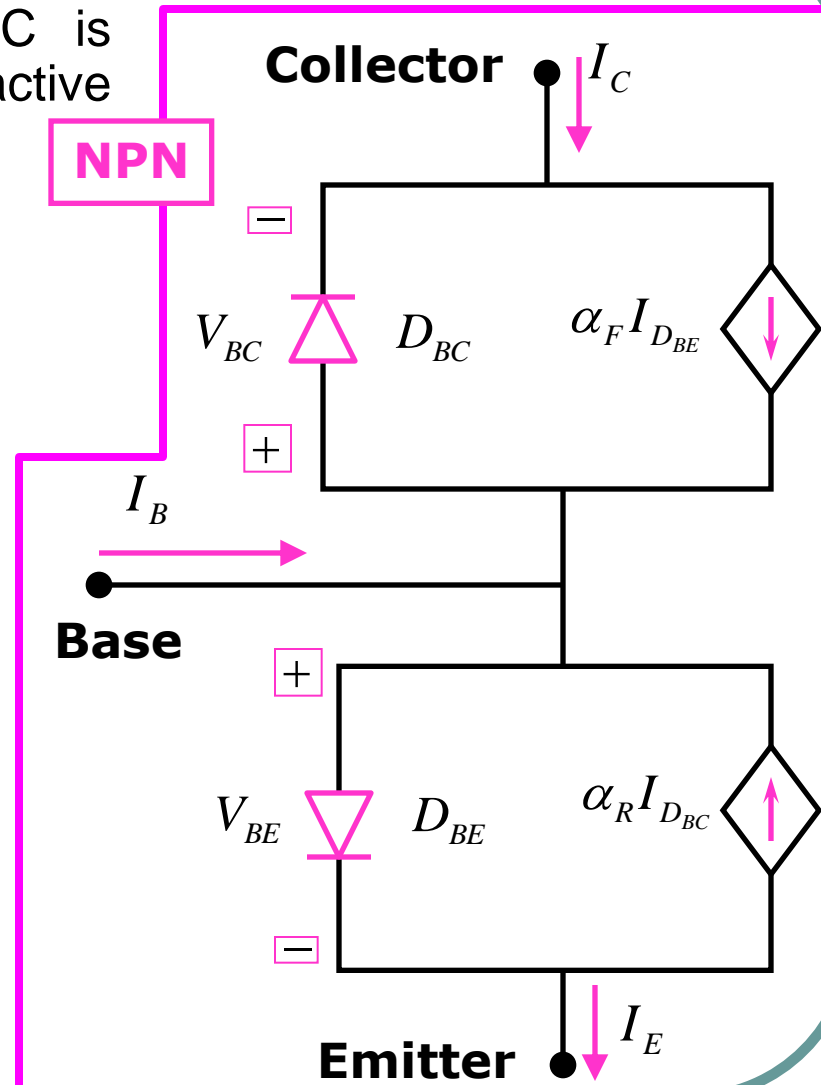 C is
active
Collector
I_C
NPN
−
V_BC
D_BC
α_F I_D_BE
+
I_B
Base
+
V_BE
D_BE
α_R I_D_BC
−
I_E
Emitter